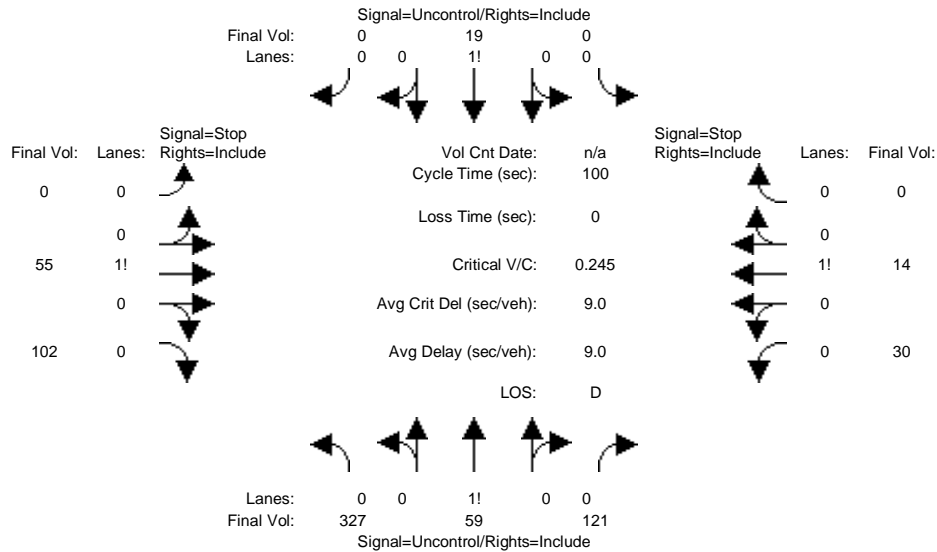 Signal=Uncontrol/Rights=Include
Final Vol: 0 19 0
Lanes: 0 0 1! 0 0
Signal=Stop Signal=Stop
Final Vol: Lanes: Rights=Include Vol Cnt Date: n/a Rights=Include Lanes: Final Vol:
Cycle Time (sec): 100
0 0 0 0
Loss Time (sec): 0
0 0
55 1! Critical V/C: 0.245 1! 14
0 Avg Crit Del (sec/veh): 9.0 0
102 0 Avg Delay (sec/veh): 9.0 0 30
LOS: D
Lanes: 0 0 1! 0 0
Final Vol: 327 59 121
Signal=Uncontrol/Rights=Include